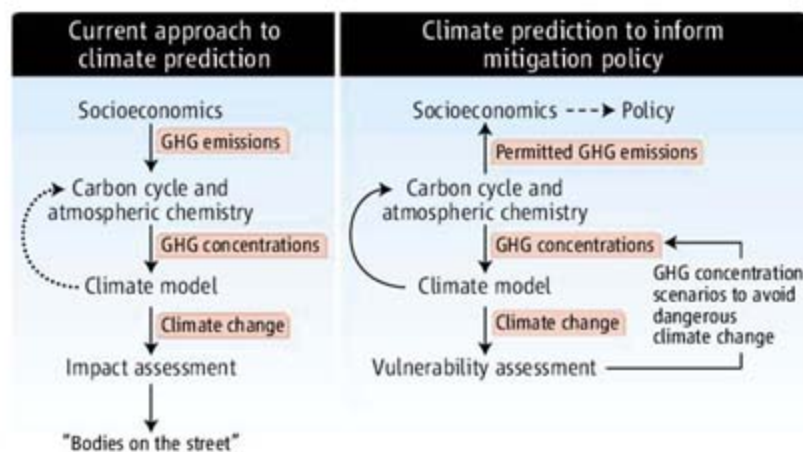 Current approach to
climate prediction
Socioeconomics
GHG emissions
Carbon cycle and
atmospheric chemistry
GHG concentrations
Climate model
Climate change
Impact assessment
"Bodies on the street"
Climate prediction to inform
mitigation policy
Socioeconomics
Policy
Permitted GHG emissions
Carbon cycle and
atmospheric chemistry
GHG concentrations
Climate model
Climate change
Vulnerability assessment
GHG concentration
scenarios to avoid
dangerous
climate change